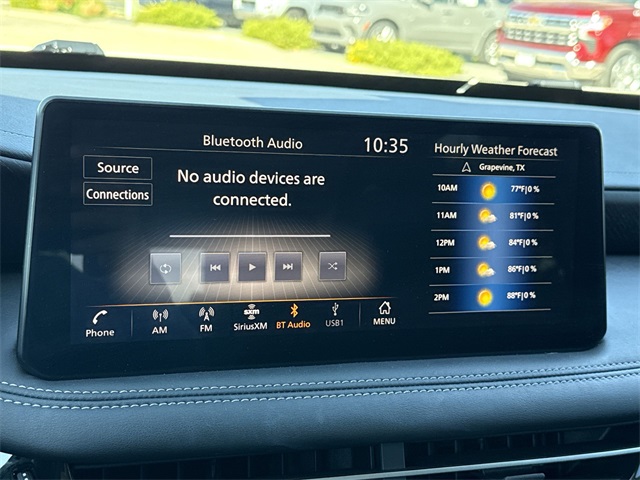 Bluetooth Audio
10:35
Source
Connections
No audio devices are
connected.
Phone
AM
FM
sxm
SiriusXM
BT Audio
USB1
MENU
Hourly Weather Forecast
Grapevine, TX
10AM 77°F|0 %
11AM 81°F|0 %
12PM 84°F|0 %
1PM 86°F|0 %
2PM 88°F|0 %